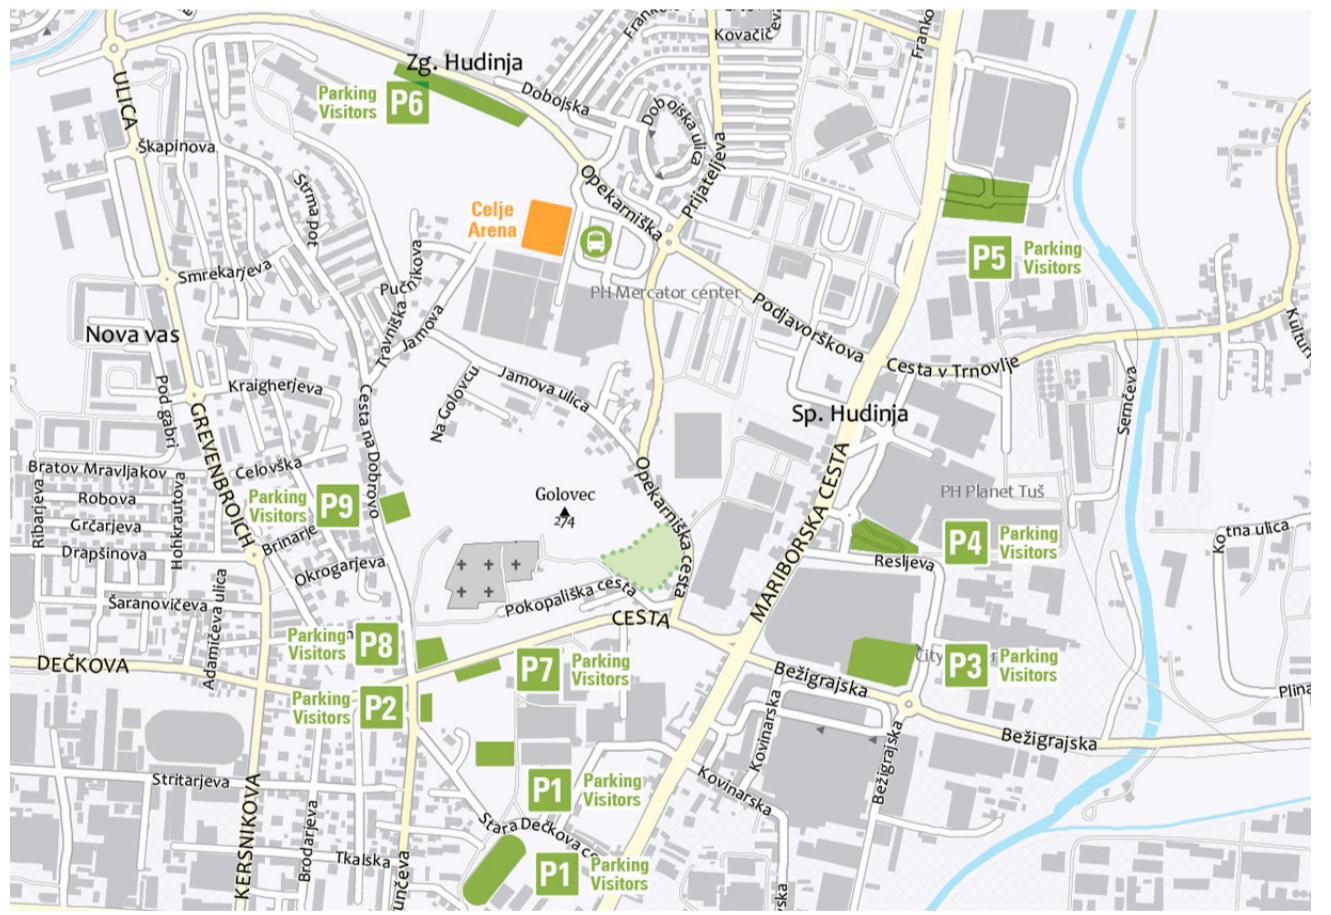 Zg. Hudinja
Parking
Visitors
P6
Dobojska
Dobojska ulica
Kovačičeva
Prijateljeva
ULICA
Škapinova
Strma pot
Opekarniška
Celje
Arena
P5
Parking
Visitors
Smrekarjeva
Pučnikova
PH Mercator center
Podjavorškova
Nova vas
Travniška
Jamova
Cesta v Trnovlje
Kraigherjeva
Pod gabri
Cesta na Dobrovo
Na Golovcu
Jamova ulica
Sp. Hudinja
Serničeva
GREVENBROICH
Bratov Mravljakov
Čelovška
Robova
Ribarjeva
Grčarjeva
Hohkrautova
Drapšinova
Brinarje
Parking
Visitors
P9
Golovec
274
Opekarniška cesta
MARIBORSKA CESTA
PH Planet Tuš
P4
Parking
Visitors
Kotna ulica
Resljeva
Okrogarjeva
Šaranovičeva
Adamičeva ulica
Pokopališka cesta
CESTA
Parking
Visitors
P8
DEČKOVA
P7
Parking
Visitors
P3
Parking
Visitors
City
Bežigrajska
Parking
Visitors
P2
Bežigrajska
Kovinarska
Bežigrajska
Stritarjeva
KERSNIKOVA
Brodarjeva
P1
Parking
Visitors
Kovinarska
Stara Dečkova
Tkalska
P1
Parking
Visitors